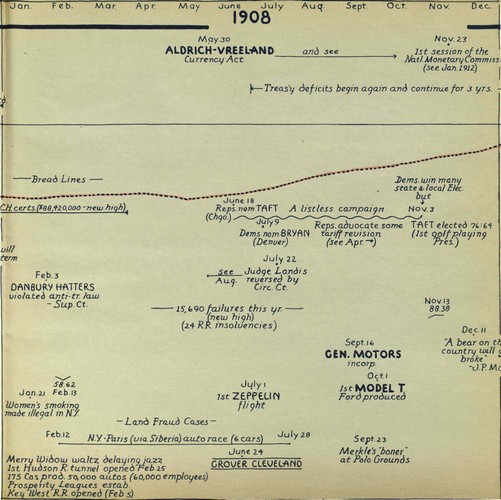 Jan. Feb. Mar. Apr. May June July Aug. Sept. Oct. Nov. Dec.
1908
May 30
ALDRICH-VREELAND
Currency Act
and see
Nov. 23
1st session of the
Natl. Monetary Commiss
(see Jan. 1912)
Treasy deficits begin again and continue for 3 yrs.
Bread Lines
Dems. win many
state & local Elec.
but
Nov. 3
TAFT elected 76:64
(1st golf playing
Pres.)
CH certs. ($88,420,000-new high)
June 18
Reps. nom TAFT
(Chgo.)
A listless campaign
July 9
Dems. nom BRYAN
(Denver)
Reps. advocate some
tariff revision
(see Apr. →)
will
term
Feb. 3
DANBURY HATTERS
violated anti-tr. law
- Sup. Ct.
July 22
see Aug.
Judge Landis
reversed by
Circ. Ct.
15,690 failures this yr.
(new high)
(24 R.R. insolvencies)
Nov. 13
88.38
Dec. 11
"A bear on th
country will g
broke"
-J.P. Mo
Sept. 16
GEN. MOTORS
incorp.
Oct. 1
1st MODEL T
Ford produced
58.62
Feb. 13
Jan. 21
Women's smoking
made illegal in N.Y.
July 1
1st ZEPPELIN
flight
-Land Fraud Cases-
Feb. 12
N.Y.-Paris (via Siberia) auto race (6 cars)
July 28
June 24
GROVER CLEVELAND
Sept. 23
Merkle's "boner"
at Polo Grounds
Merry Widow waltz delaying jazz
1st Hudson R. tunnel opened Feb. 25
175 Cos prod. 50,000 autos (60,000 employees)
Prosperity Leagues estab.
Key West R.R. opened (Feb. 5)